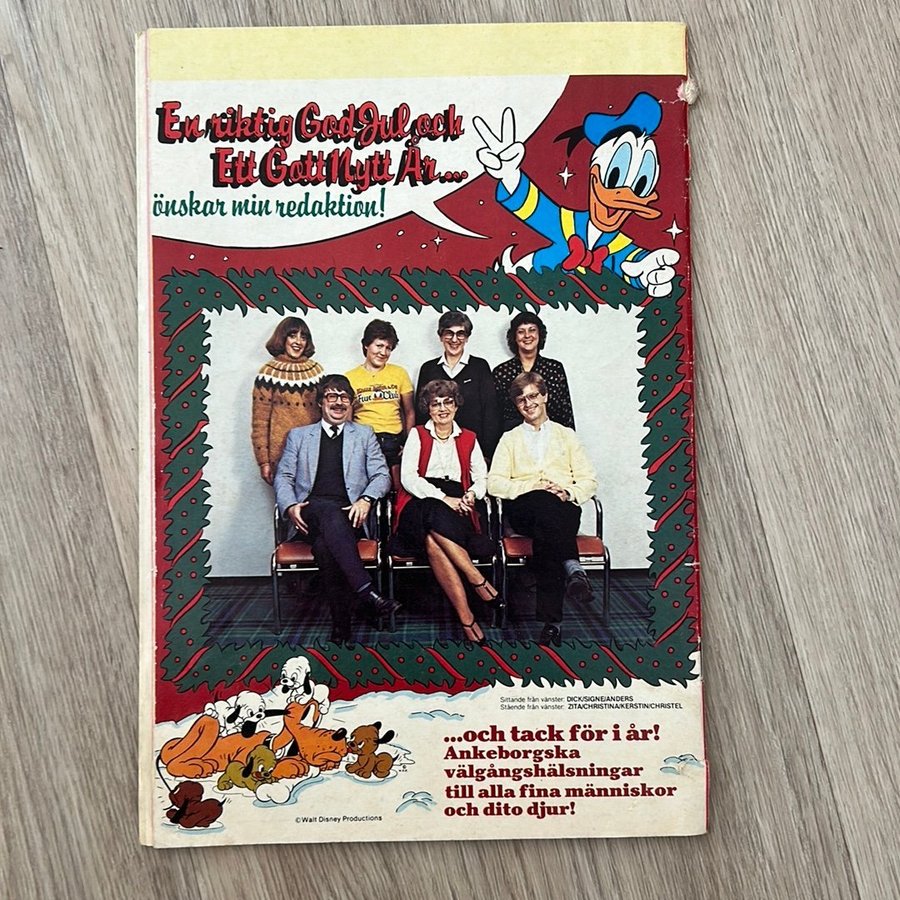 En riktig God Jul och
Ett Gott Nytt År....
önskar min redaktion!
Sittande från vänster: DICK/SIGNE/ANDERS
Stående från vänster: ZITA/CHRISTINA/KERSTIN/CHRISTEL
...och tack för i år!
Ankeborgska
välgångshälsningar
till alla fina människor
och dito djur!
© Walt Disney Productions